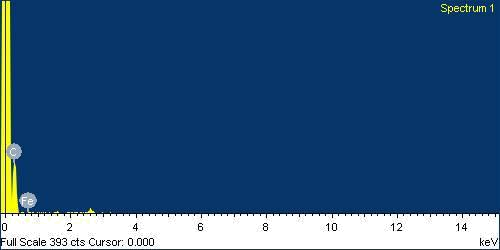 Spectrum 1
C
Fe
0 2 4 6 8 10 12 14
Full Scale 393 cts Cursor: 0.000 keV